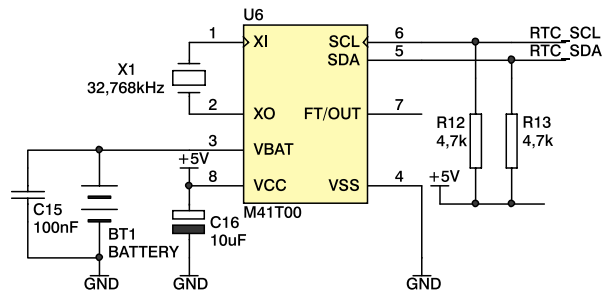 U6
1 XI
SCL 6 RTC_SCL
SDA 5 RTC_SDA
X1
32,768kHz
2 XO
FT/OUT 7
R12
4,7k
R13
4,7k
3 VBAT
+5V
8 VCC
VSS 4
+5V
M41T00
C15
100nF
BT1
BATTERY
C16
10uF
GND
GND
GND